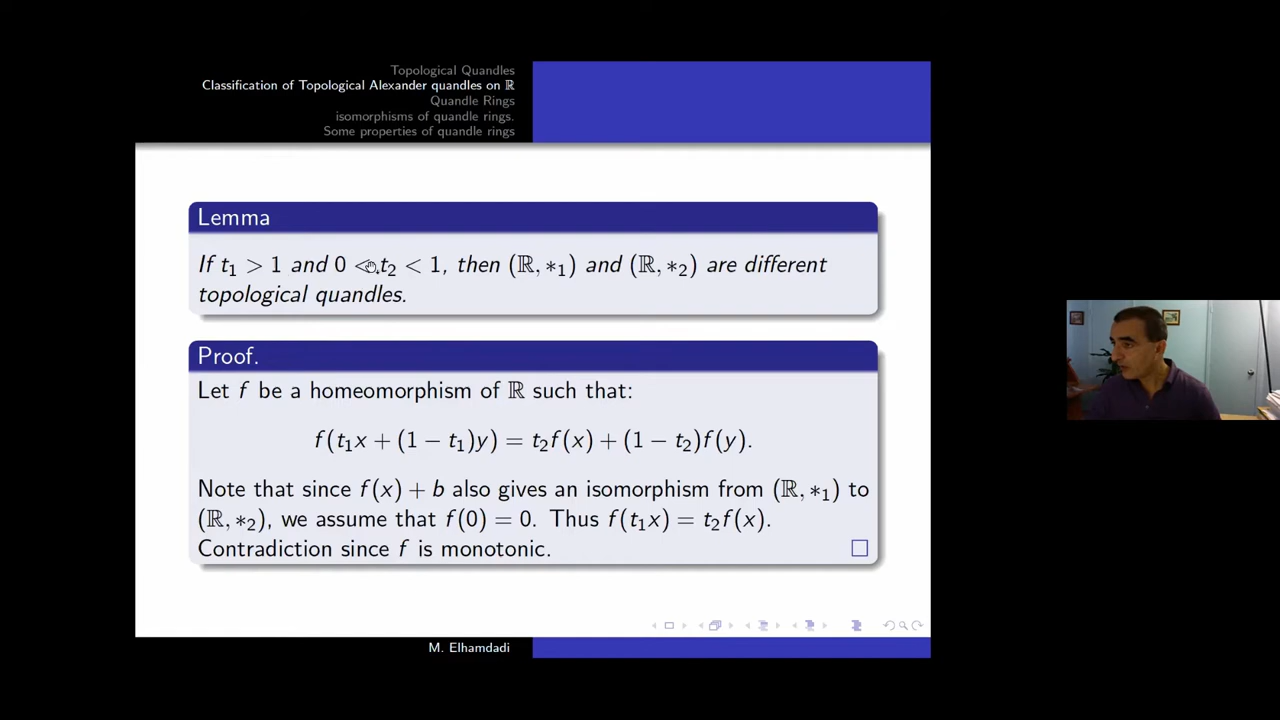 Topological Quandles
Classification of Topological Alexander quandles on ℝ
Quandle Rings
isomorphisms of quandle rings.
Some properties of quandle rings
Lemma
If t₁ > 1 and 0 < t₂ < 1, then (ℝ, ∗₁) and (ℝ, ∗₂) are different
topological quandles.
Proof.
Let f be a homeomorphism of ℝ such that:
f(t₁x + (1 − t₁)y) = t₂f(x) + (1 − t₂)f(y).
Note that since f(x) + b also gives an isomorphism from (ℝ, ∗₁) to
(ℝ, ∗₂), we assume that f(0) = 0. Thus f(t₁x) = t₂f(x).
Contradiction since f is monotonic.
M. Elhamdadi